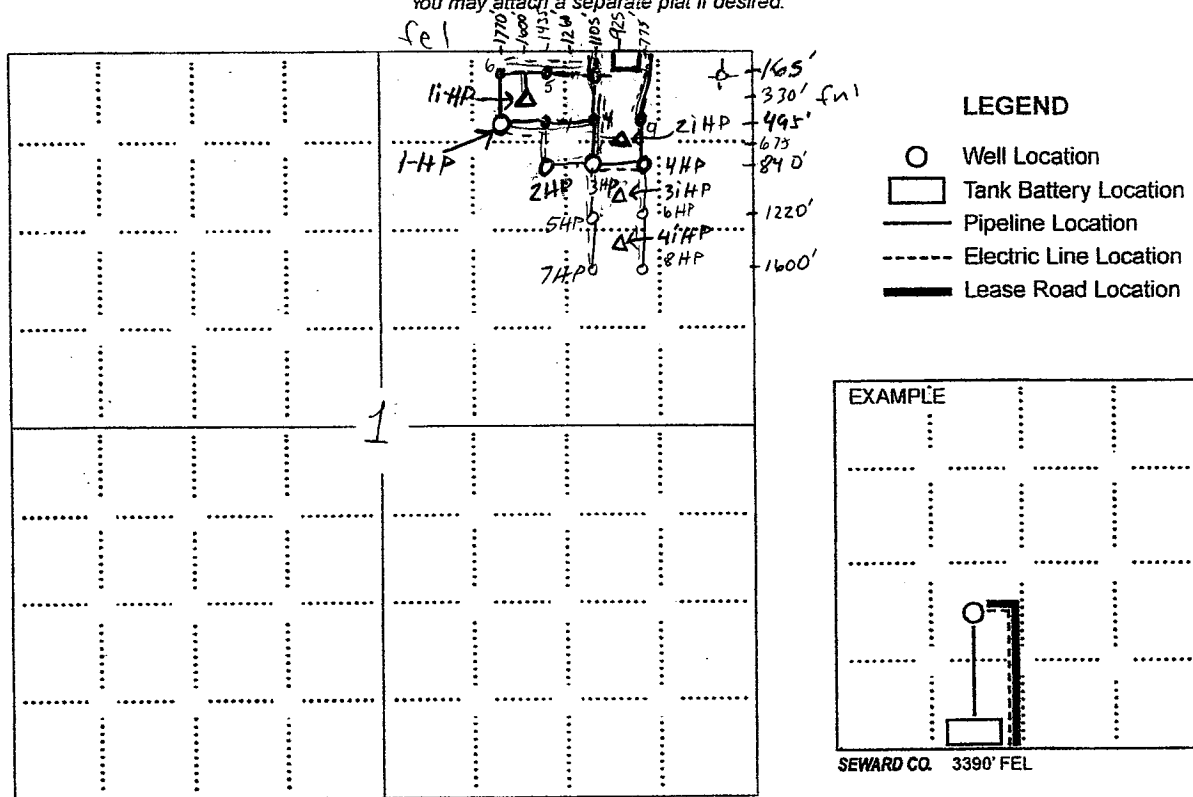 You may attach a separate plat if desired.
fel
1770' 1600' 1435' 1260 1105' 925' 775'
6 5 165'
330' fnl
1iHP
495'
9 2iHP
675
1-HP
840'
2HP 3HP 4HP
3iHP
5HP 6HP 1220'
4iHP
7HP 8HP 1600'
1
LEGEND
Well Location
Tank Battery Location
Pipeline Location
Electric Line Location
Lease Road Location
EXAMPLE
SEWARD CO. 3390' FEL